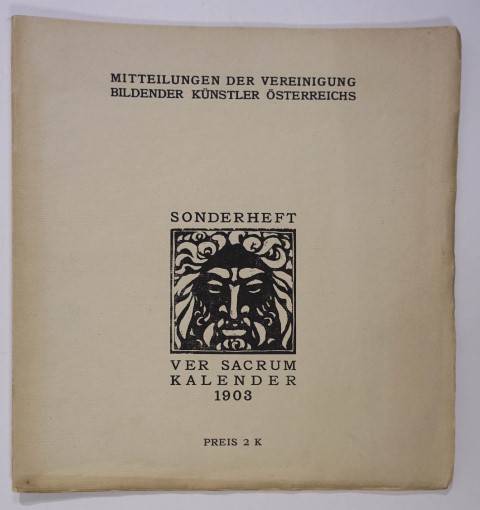 MITTEILUNGEN DER VEREINIGUNG
BILDENDER KÜNSTLER ÖSTERREICHS
SONDERHEFT
VER SACRUM
KALENDER
1903
PREIS 2 K